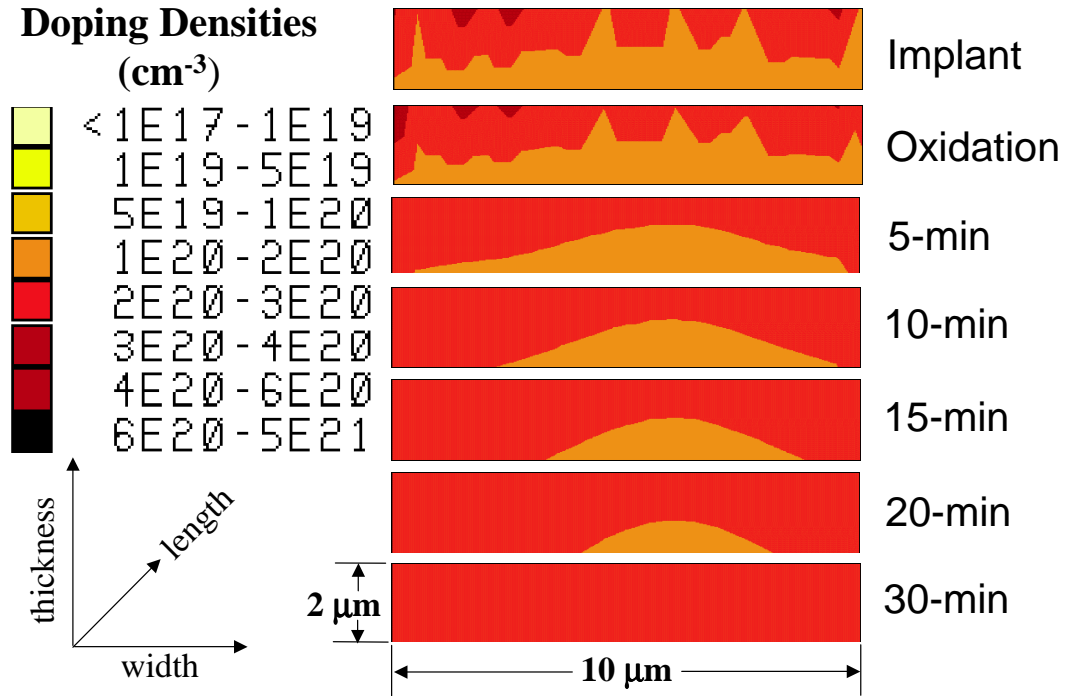 Doping Densities
(cm-3)
< 1E17 - 1E19
1E19 - 5E19
5E19 - 1E20
1E20 - 2E20
2E20 - 3E20
3E20 - 4E20
4E20 - 6E20
6E20 - 5E21
thickness
length
width
Implant
Oxidation
5-min
10-min
15-min
20-min
30-min
2 μm
10 μm